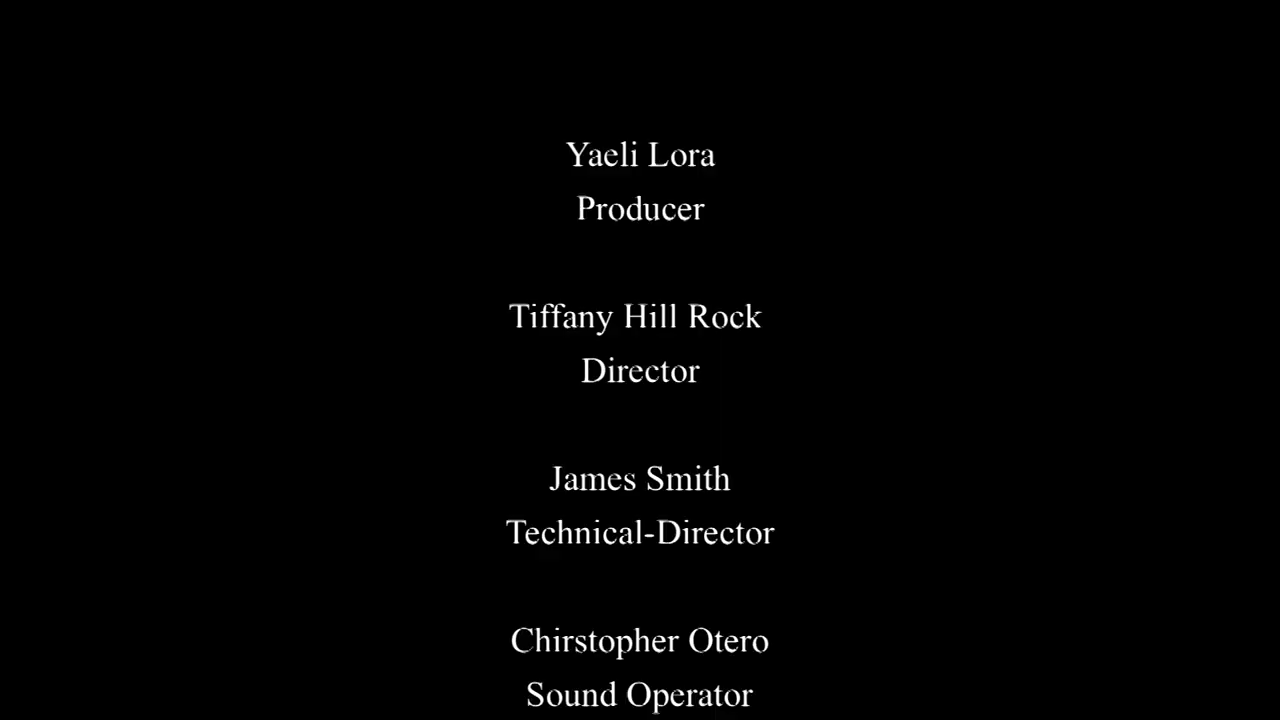 Yaeli Lora
Producer
Tiffany Hill Rock
Director
James Smith
Technical-Director
Chirstopher Otero
Sound Operator